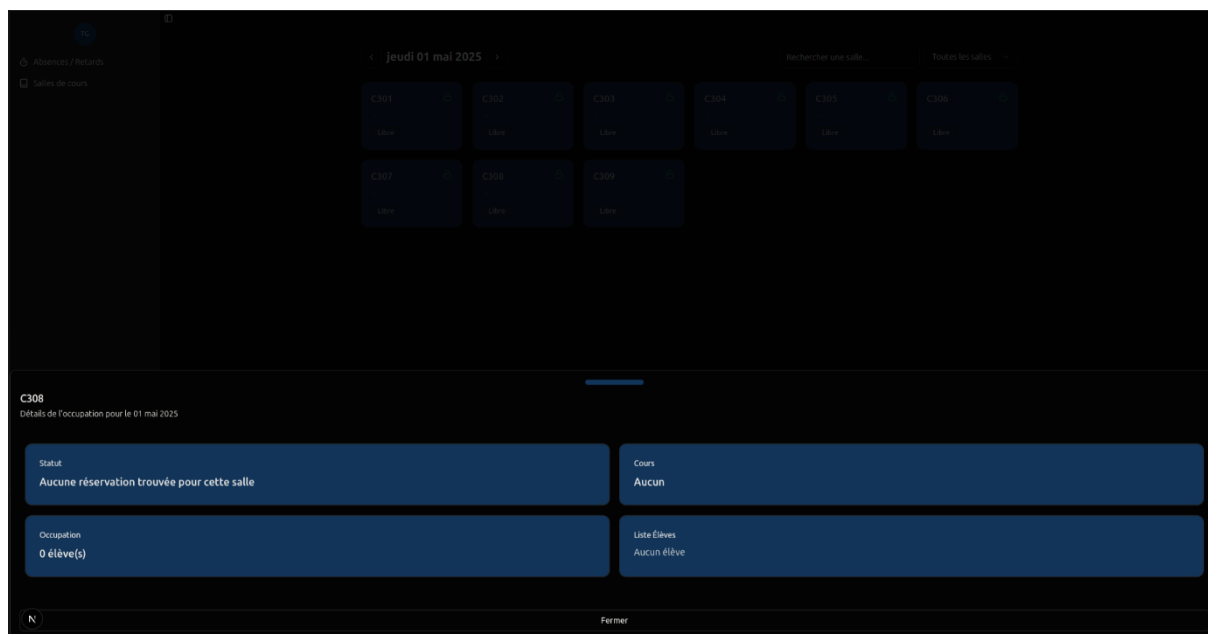 TG
Absences / Retards
Salles de cours
jeudi 01 mai 2025
Rechercher une salle...
Toutes les salles
C301
C302
C303
C304
C305
C306
Libre
Libre
Libre
Libre
Libre
Libre
C307
C308
C309
Libre
Libre
Libre
C308
Détails de l'occupation pour le 01 mai 2025
Statut
Aucune réservation trouvée pour cette salle
Cours
Aucun
Occupation
0 élève(s)
Liste Élèves
Aucun élève
N
Fermer